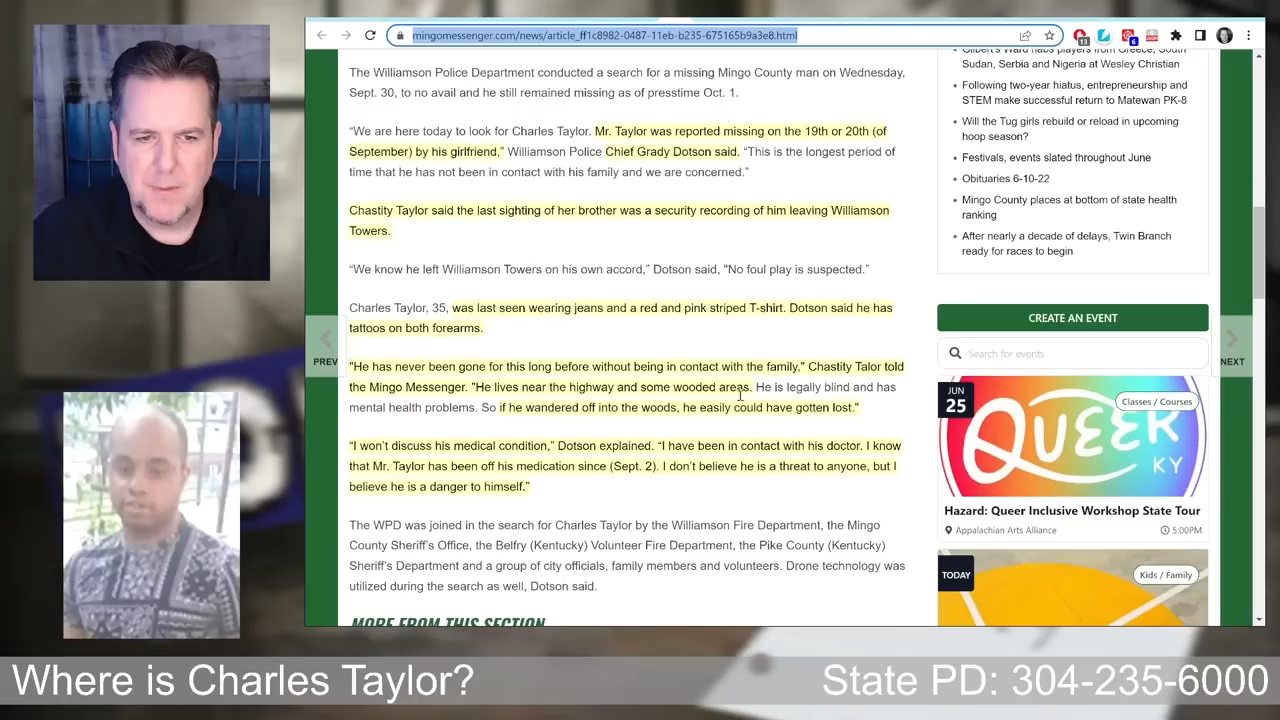 mingomessenger.com/news/article_ff1c8982-0487-11eb-b235-675165b9a3e8.html
13
6
The Williamson Police Department conducted a search for a missing Mingo County man on Wednesday,
Sept. 30, to no avail and he still remained missing as of presstime Oct. 1.
“We are here today to look for Charles Taylor. Mr. Taylor was reported missing on the 19th or 20th (of
September) by his girlfriend,” Williamson Police Chief Grady Dotson said. “This is the longest period of
time that he has not been in contact with his family and we are concerned.”
Chastity Taylor said the last sighting of her brother was a security recording of him leaving Williamson
Towers.
“We know he left Williamson Towers on his own accord,” Dotson said, "No foul play is suspected.”
Charles Taylor, 35, was last seen wearing jeans and a red and pink striped T-shirt. Dotson said he has
tattoos on both forearms.
"He has never been gone for this long before without being in contact with the family,” Chastity Talor told
the Mingo Messenger. "He lives near the highway and some wooded areas. He is legally blind and has
mental health problems. So if he wandered off into the woods, he easily could have gotten lost."
“I won’t discuss his medical condition,” Dotson explained. “I have been in contact with his doctor. I know
that Mr. Taylor has been off his medication since (Sept. 2). I don’t believe he is a threat to anyone, but I
believe he is a danger to himself.”
The WPD was joined in the search for Charles Taylor by the Williamson Fire Department, the Mingo
County Sheriff’s Office, the Belfry (Kentucky) Volunteer Fire Department, the Pike County (Kentucky)
Sheriff’s Department and a group of city officials, family members and volunteers. Drone technology was
utilized during the search as well, Dotson said.
MORE FROM THIS SECTION
PREV
NEXT
Gilbert's Ward nabs players from Greece, South
Sudan, Serbia and Nigeria at Wesley Christian
Following two-year hiatus, entrepreneurship and
STEM make successful return to Matewan PK-8
Will the Tug girls rebuild or reload in upcoming
hoop season?
Festivals, events slated throughout June
Obituaries 6-10-22
Mingo County places at bottom of state health
ranking
After nearly a decade of delays, Twin Branch
ready for races to begin
CREATE AN EVENT
Search for events
JUN
25
Classes / Courses
QUEER
KY
Hazard: Queer Inclusive Workshop State Tour
Appalachian Arts Alliance
5:00PM
TODAY
Kids / Family
Where is Charles Taylor?
State PD: 304-235-6000